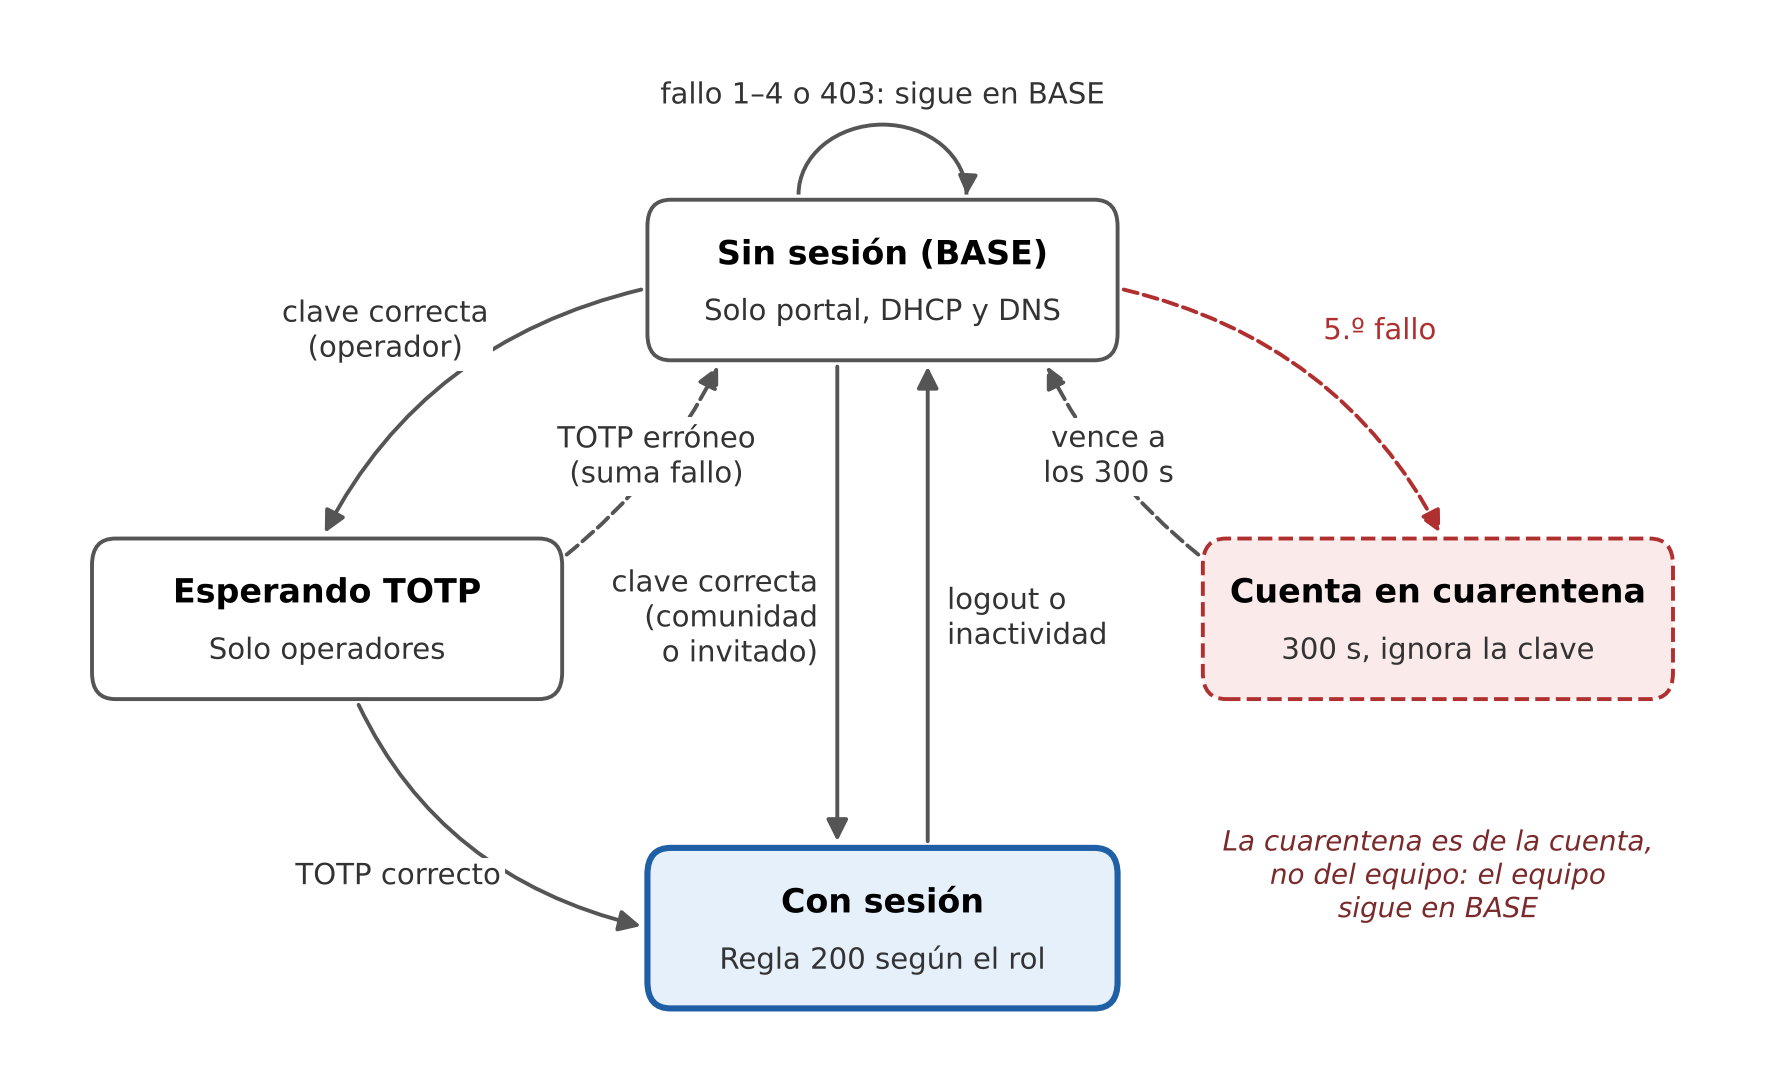 fallo 1–4 o 403: sigue en BASE
Sin sesión (BASE)
Solo portal, DHCP y DNS
clave correcta
(operador)
5.º fallo
TOTP erróneo
(suma fallo)
vence a
los 300 s
Esperando TOTP
Solo operadores
clave correcta
(comunidad
o invitado)
logout o
inactividad
Cuenta en cuarentena
300 s, ignora la clave
TOTP correcto
Con sesión
Regla 200 según el rol
La cuarentena es de la cuenta,
no del equipo: el equipo
sigue en BASE